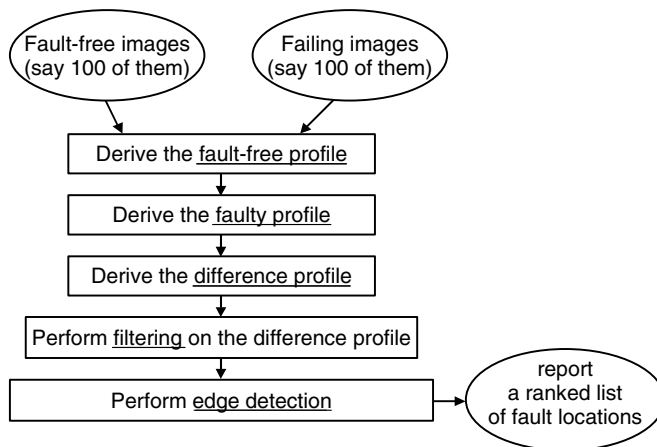 Fault-free images
(say 100 of them)
Failing images
(say 100 of them)
Derive the fault-free profile
Derive the faulty profile
Derive the difference profile
Perform filtering on the difference profile
Perform edge detection
report
a ranked list
of fault locations